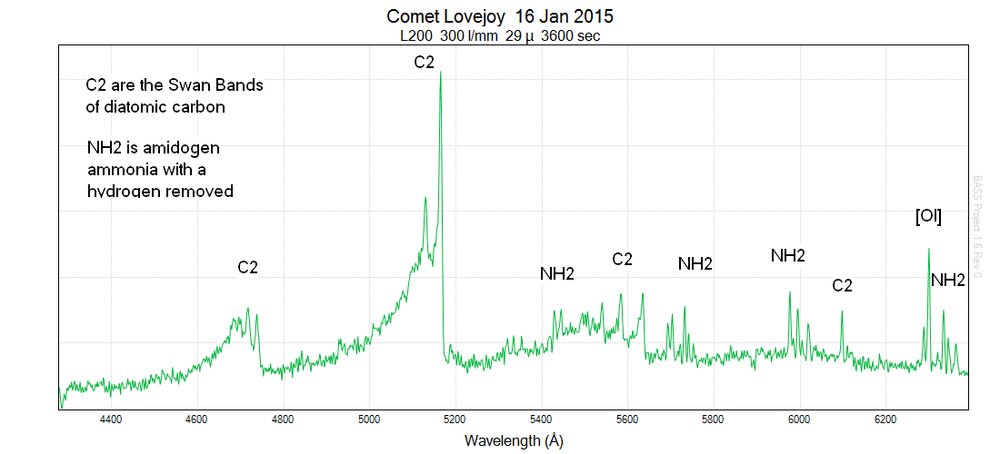 Comet Lovejoy 16 Jan 2015
L200 300 l/mm 29 µ 3600 sec
C2
C2 are the Swan Bands
of diatomic carbon
NH2 is amidogen
ammonia with a
hydrogen removed
[OI]
C2
NH2
C2
NH2
NH2
C2
NH2
BASS Project 1.6 Rev 0
4400 4600 4800 5000 5200 5400 5600 5800 6000 6200
Wavelength (Å)